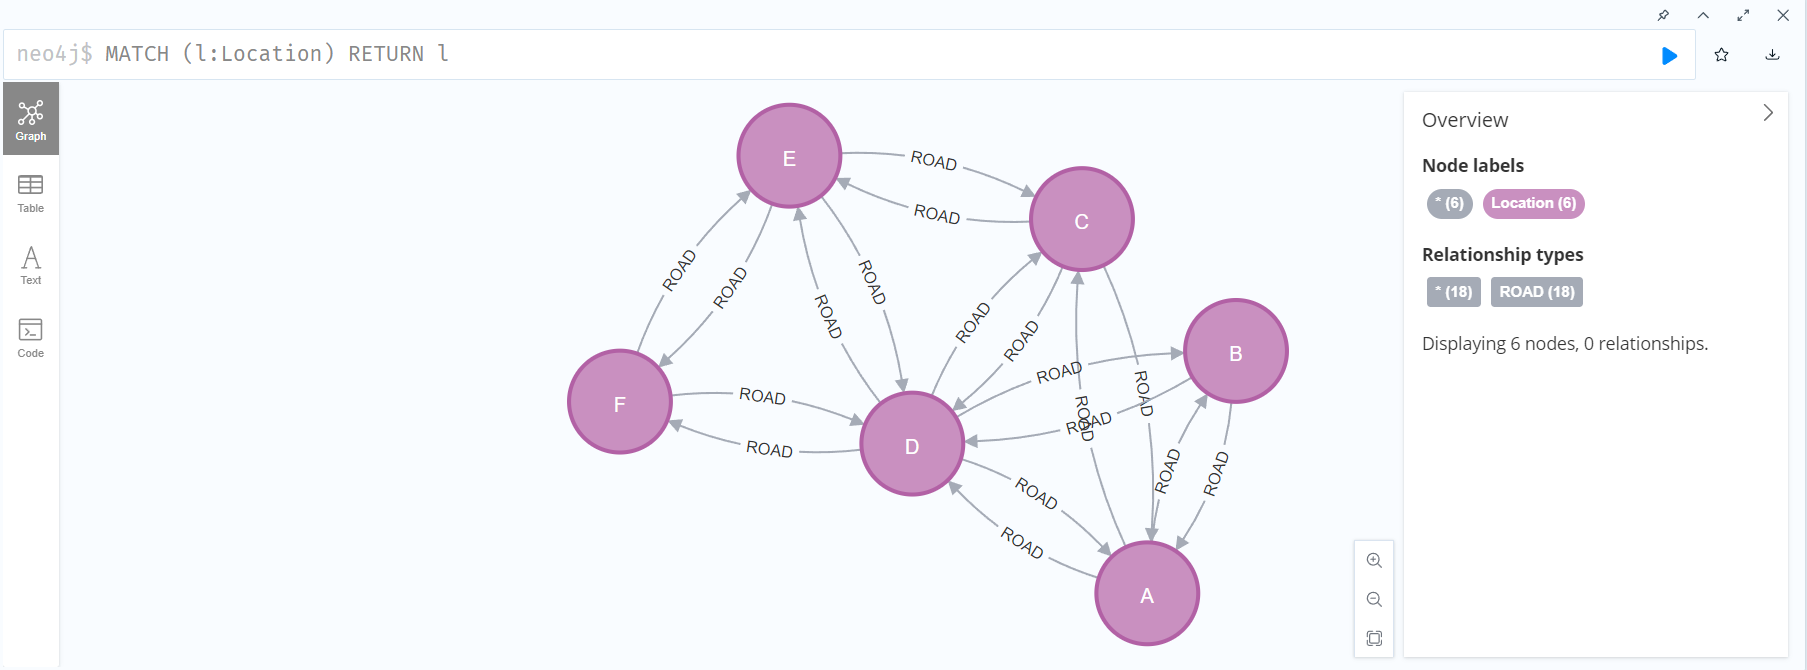 neo4j$ MATCH (l:Location) RETURN l
Graph
Table
Text
Code
E
ROAD
ROAD
C
ROAD
ROAD
ROAD
ROAD
ROAD
ROAD
B
ROAD
ROAD
ROAD
ROAD
F
ROAD
ROAD
D
ROAD
ROAD
ROAD
ROAD
A
Overview
Node labels
* (6) Location (6)
Relationship types
* (18) ROAD (18)
Displaying 6 nodes, 0 relationships.